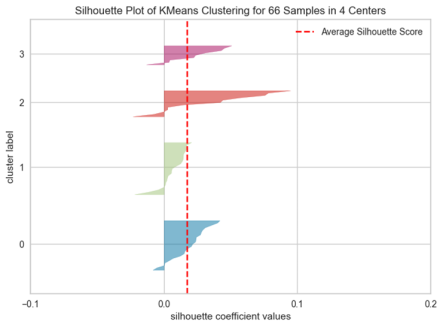 Silhouette Plot of KMeans Clustering for 66 Samples in 4 Centers
Average Silhouette Score
cluster label
3
2
1
0
−0.1
0.0
0.1
0.2
silhouette coefficient values